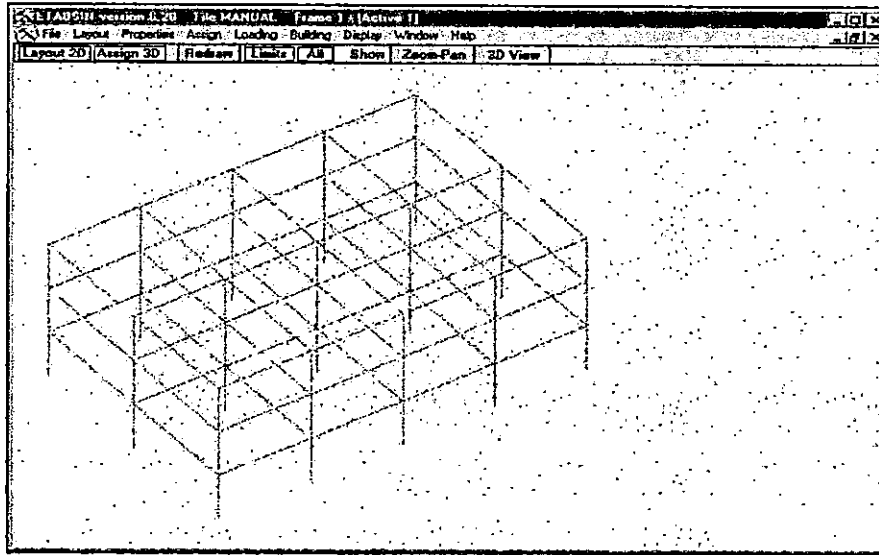 ETABSIN version 6.20 File MANUAL Frame 1 [Active 1]
File Layout Properties Assign Loading Building Display Window Help
Layout 2D Assign 3D Redraw Limits All Show Zoom-Pan 3D View